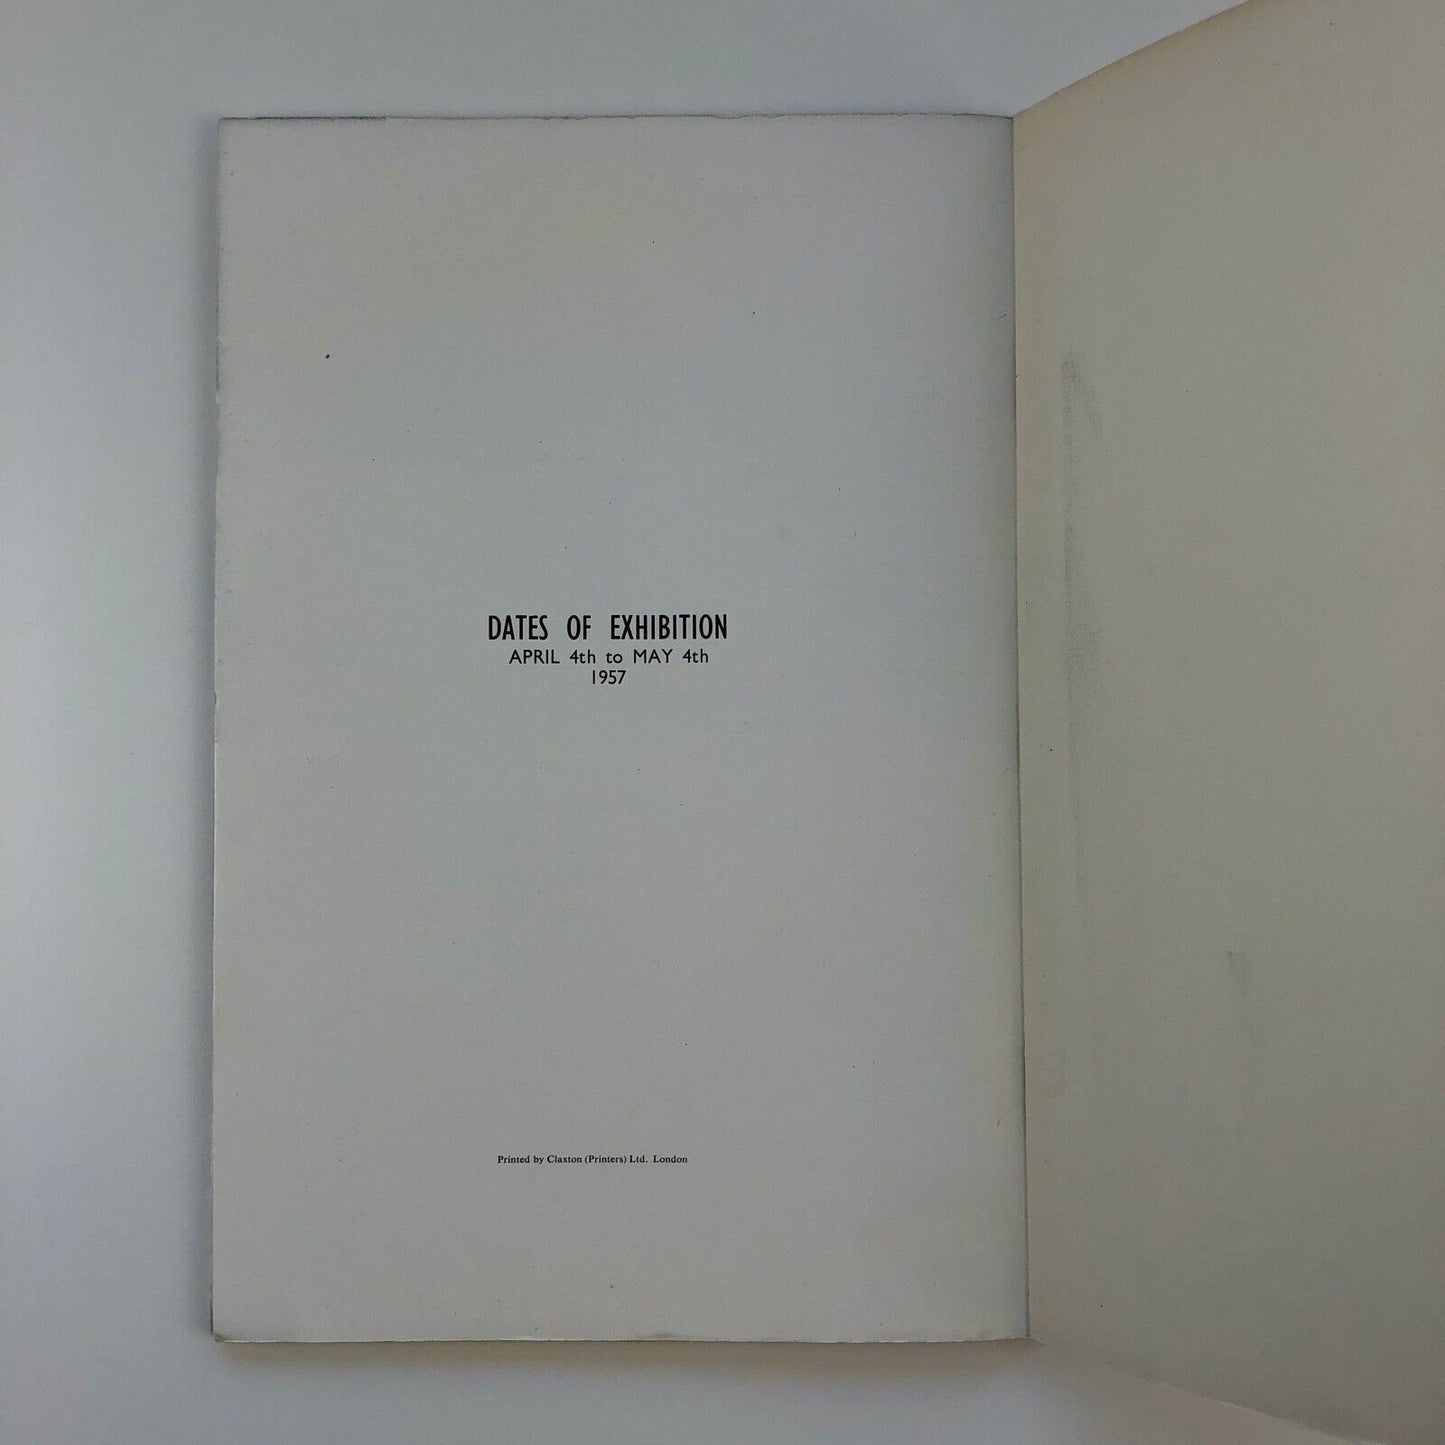 DATES OF EXHIBITION
APRIL 4th to MAY 4th
1957
Printed by Claxton (Printers) Ltd. London